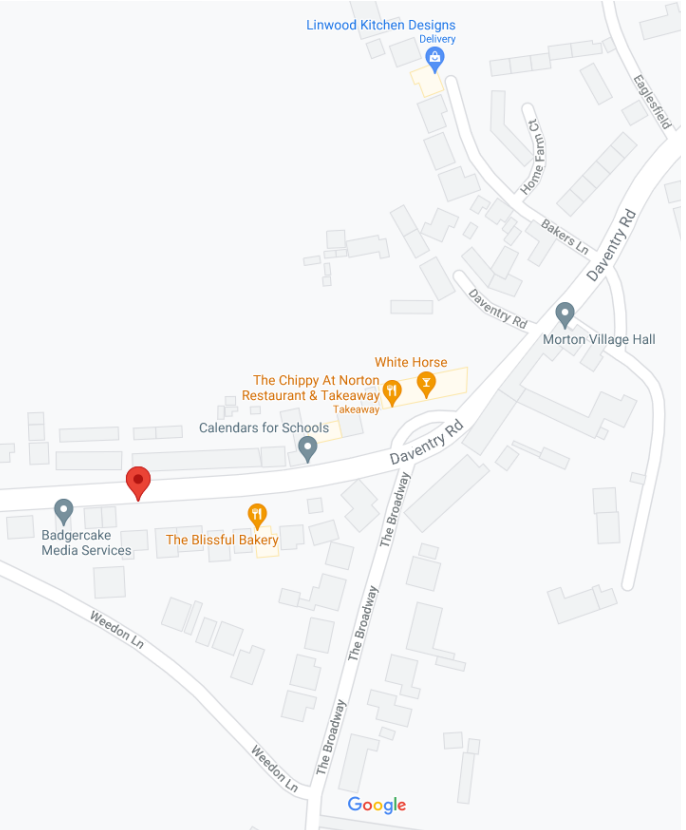 Linwood Kitchen Designs
Delivery
Eaglesfield
Home Farm Ct
Bakers Ln
Daventry Rd
Daventry Rd
Morton Village Hall
White Horse
The Chippy At Norton
Restaurant & Takeaway
Takeaway
Calendars for Schools
Daventry Rd
The Broadway
Badgercake
Media Services
The Blissful Bakery
Weedon Ln
The Broadway
The Broadway
Weedon Ln
Google